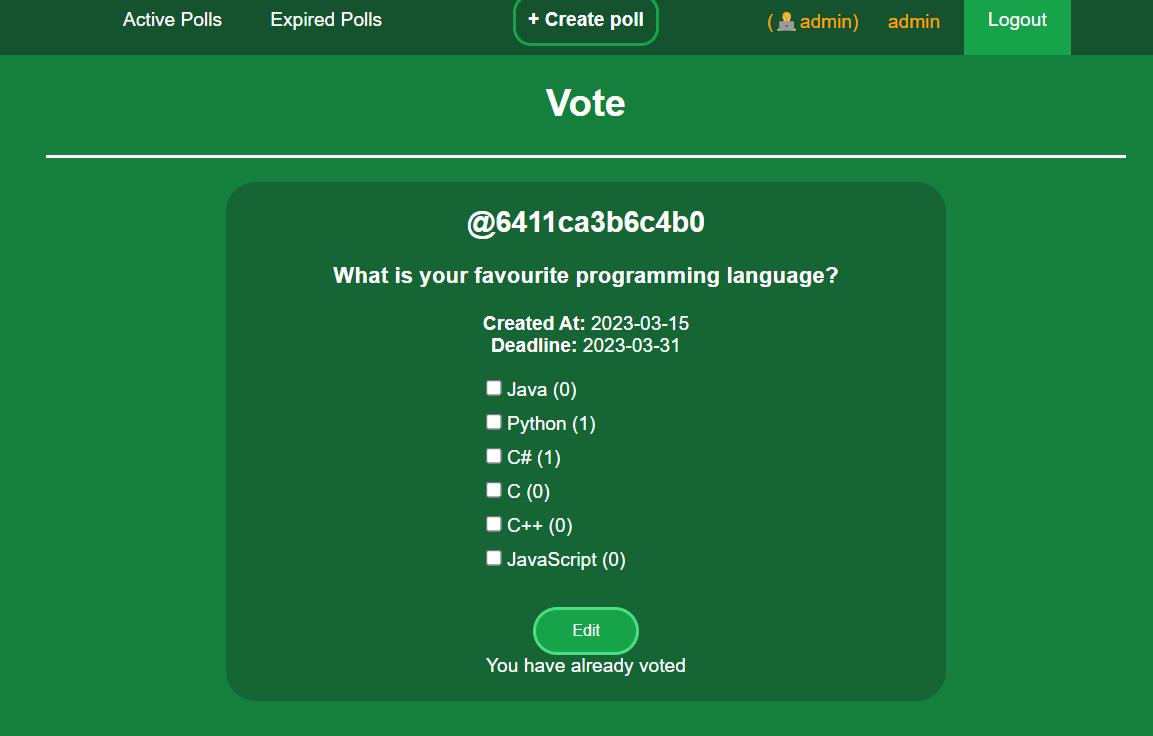 Active Polls Expired Polls + Create poll (🧑‍💻 admin) admin Logout
Vote
@6411ca3b6c4b0
What is your favourite programming language?
Created At: 2023-03-15
Deadline: 2023-03-31
Java (0)
Python (1)
C# (1)
C (0)
C++ (0)
JavaScript (0)
Edit
You have already voted